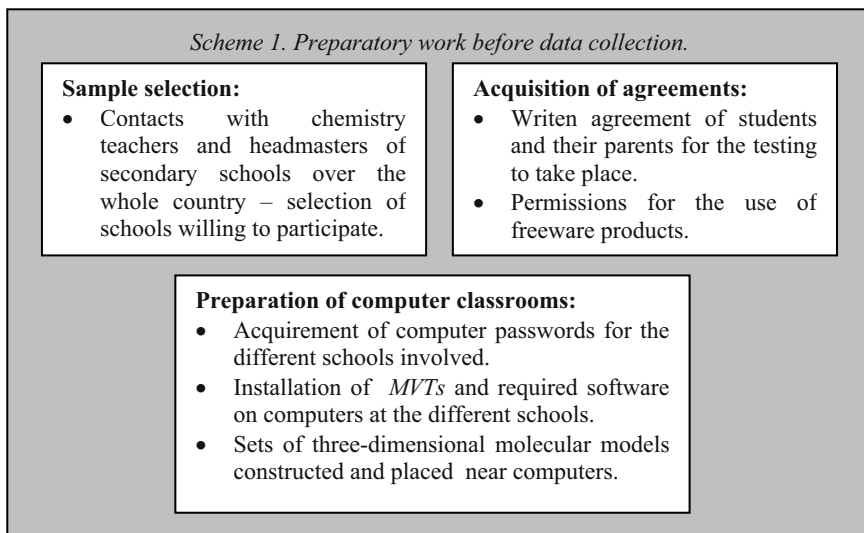 Scheme 1. Preparatory work before data collection.
Sample selection:
• Contacts with chemistry
teachers and headmasters of
secondary schools over the
whole country – selection of
schools willing to participate.
Acquisition of agreements:
• Writen agreement of students
and their parents for the testing
to take place.
• Permissions for the use of
freeware products.
Preparation of computer classrooms:
• Acquirement of computer passwords for the
different schools involved.
• Installation of MVTs and required software
on computers at the different schools.
• Sets of three-dimensional molecular models
constructed and placed near computers.